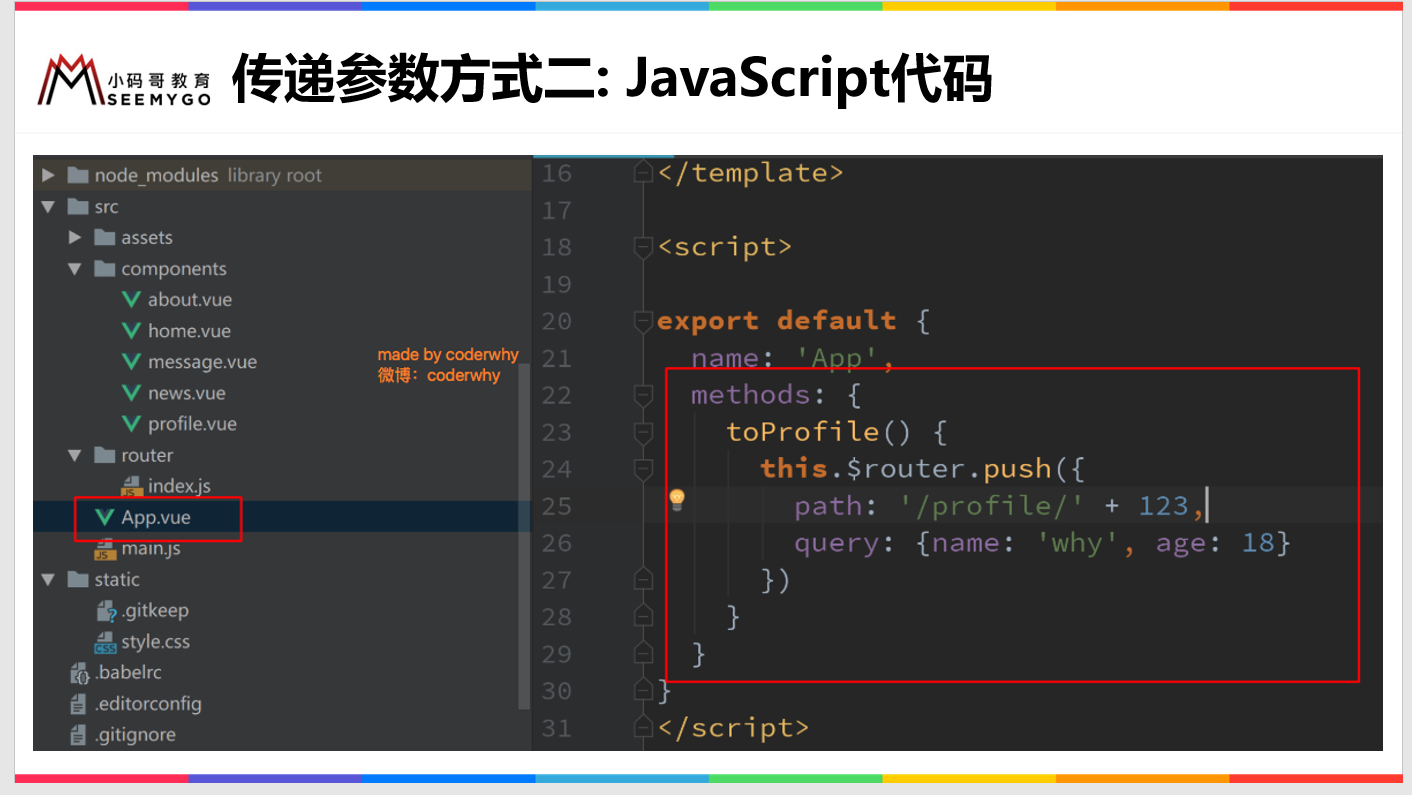 小码哥教育
SEEMYGO
传递参数方式二: JavaScript代码
node_modules library root
src
assets
components
about.vue
home.vue
message.vue
news.vue
profile.vue
router
index.js
App.vue
main.js
static
.gitkeep
style.css
.babelrc
.editorconfig
.gitignore
made by coderwhy
微博：coderwhy
16 </template>
17
18 <script>
19
20 export default {
21 name: 'App',
22 methods: {
23 toProfile() {
24 this.$router.push({
25 path: '/profile/' + 123,
26 query: {name: 'why', age: 18}
27 })
28 }
29 }
30 }
31 </script>